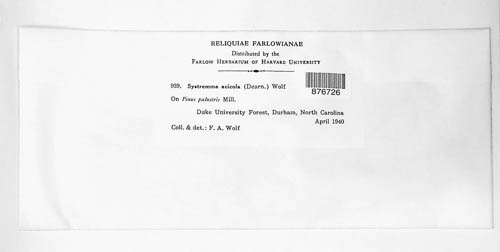 RELIQUIAE FARLOWIANAE
Distributed by the
FARLOW HERBARIUM OF HARVARD UNIVERSITY
929. Systremma acicola (Dearn.) Wolf
876726
On Pinus palustris Mill.
Duke University Forest, Durham, North Carolina
April 1940
Coll. & det.: F. A. Wolf